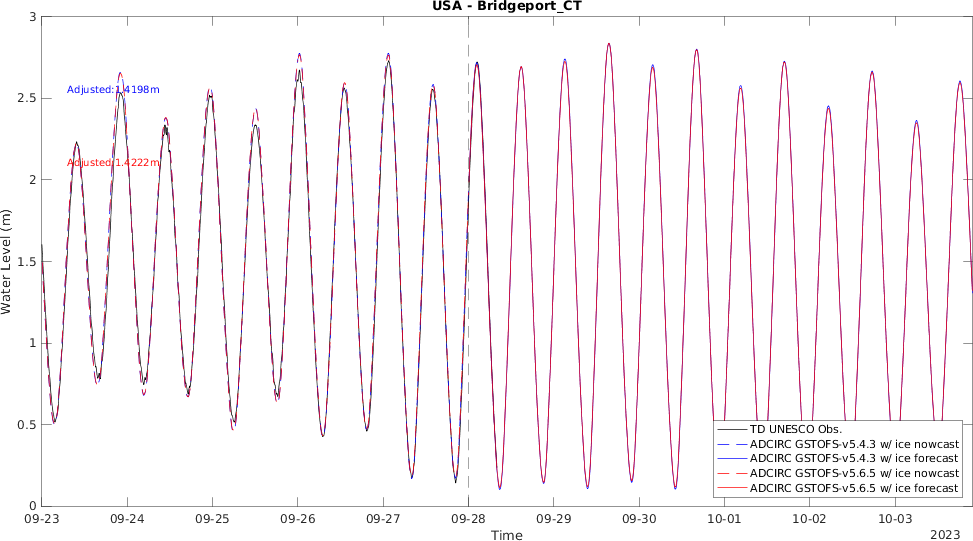 USA - Bridgeport_CT
3
2.5
2
1.5
1
0.5
0
Water Level (m)
Adjusted:1.4198m
Adjusted:1.4222m
TD UNESCO Obs.
ADCIRC GSTOFS-v5.4.3 w/ ice nowcast
ADCIRC GSTOFS-v5.4.3 w/ ice forecast
ADCIRC GSTOFS-v5.6.5 w/ ice nowcast
ADCIRC GSTOFS-v5.6.5 w/ ice forecast
09-23 09-24 09-25 09-26 09-27 09-28 09-29 09-30 10-01 10-02 10-03
Time
2023